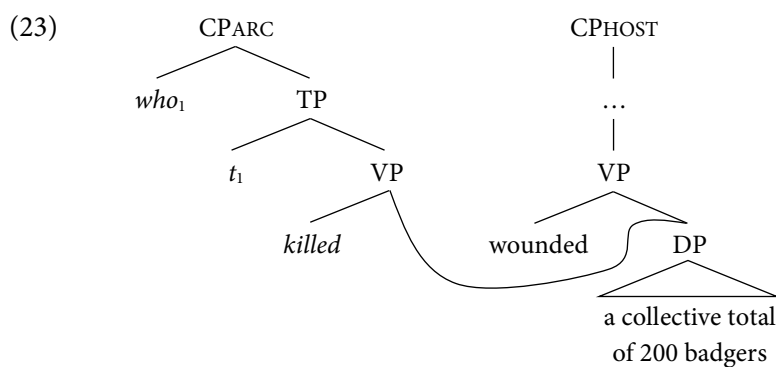 (23) CPARC CPHOST
who₁ TP …
t₁ VP VP
killed wounded DP
a collective total
of 200 badgers